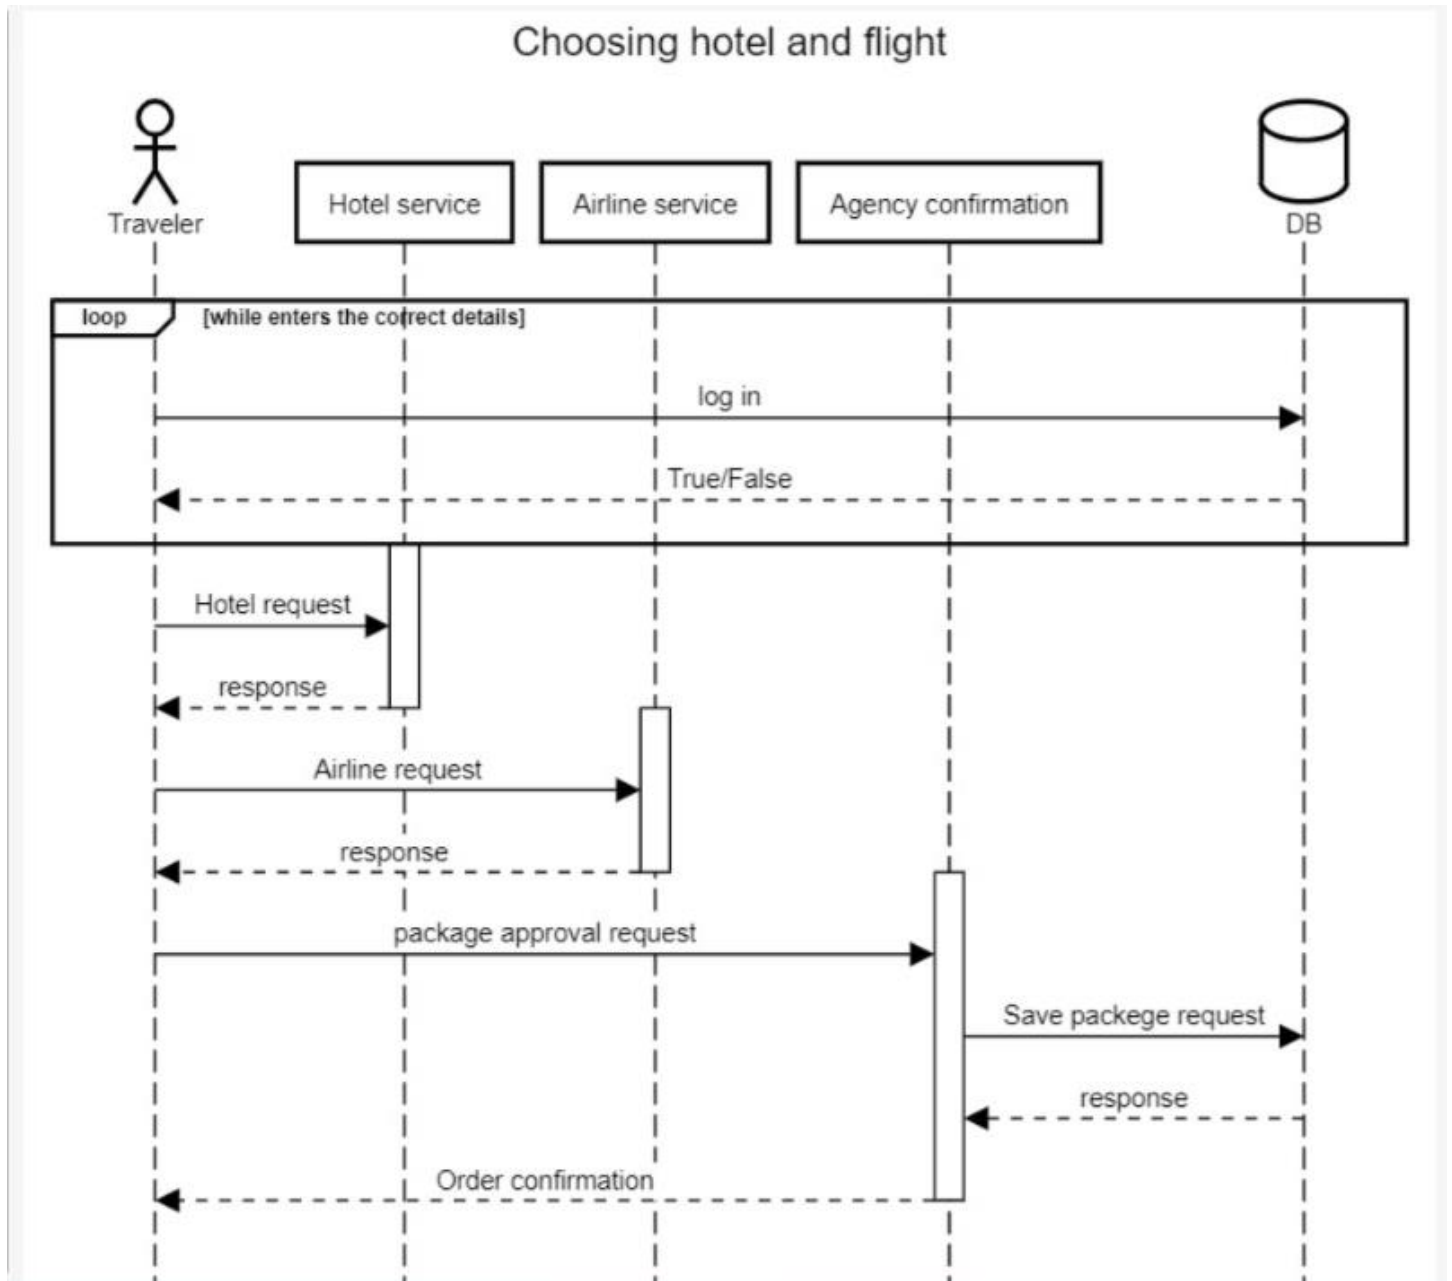 Choosing hotel and flight
Traveler
Hotel service
Airline service
Agency confirmation
DB
loop
[while enters the correct details]
log in
True/False
Hotel request
response
Airline request
response
package approval request
Save packege request
response
Order confirmation